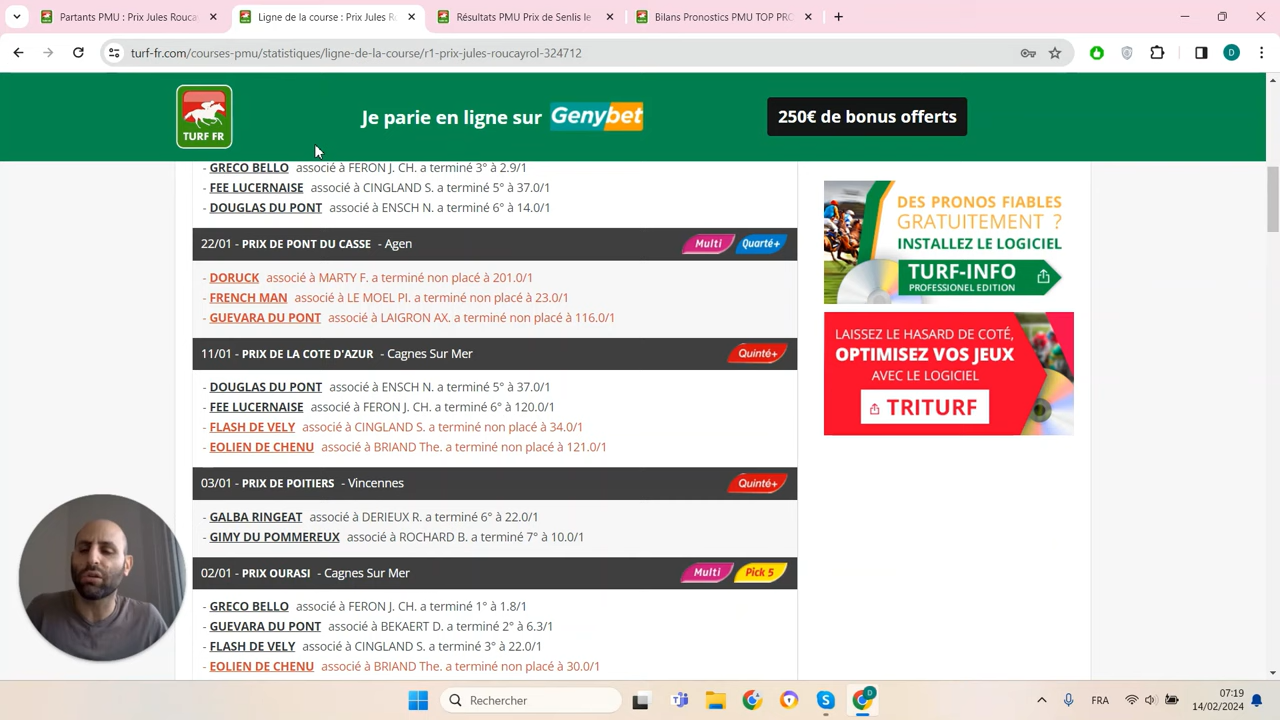 Partants PMU : Prix Jules Rouca
Ligne de la course : Prix Jules Ro
Résultats PMU Prix de Senlis le
Bilans Pronostics PMU TOP PRO
turf-fr.com/courses-pmu/statistiques/ligne-de-la-course/r1-prix-jules-roucayrol-324712
D
TURF FR
Je parie en ligne sur Genybet
250€ de bonus offerts
- GRECO BELLO associé à FERON J. CH. a terminé 3° à 2.9/1
- FEE LUCERNAISE associé à CINGLAND S. a terminé 5° à 37.0/1
- DOUGLAS DU PONT associé à ENSCH N. a terminé 6° à 14.0/1
22/01 - PRIX DE PONT DU CASSE - Agen Multi Quarté+
- DORUCK associé à MARTY F. a terminé non placé à 201.0/1
- FRENCH MAN associé à LE MOEL PI. a terminé non placé à 23.0/1
- GUEVARA DU PONT associé à LAIGRON AX. a terminé non placé à 116.0/1
11/01 - PRIX DE LA COTE D'AZUR - Cagnes Sur Mer Quinté+
- DOUGLAS DU PONT associé à ENSCH N. a terminé 5° à 37.0/1
- FEE LUCERNAISE associé à FERON J. CH. a terminé 6° à 120.0/1
- FLASH DE VELY associé à CINGLAND S. a terminé non placé à 34.0/1
- EOLIEN DE CHENU associé à BRIAND The. a terminé non placé à 121.0/1
03/01 - PRIX DE POITIERS - Vincennes Quinté+
- GALBA RINGEAT associé à DERIEUX R. a terminé 6° à 22.0/1
- GIMY DU POMMEREUX associé à ROCHARD B. a terminé 7° à 10.0/1
02/01 - PRIX OURASI - Cagnes Sur Mer Multi Pick 5
- GRECO BELLO associé à FERON J. CH. a terminé 1° à 1.8/1
- GUEVARA DU PONT associé à BEKAERT D. a terminé 2° à 6.3/1
- FLASH DE VELY associé à CINGLAND S. a terminé 3° à 22.0/1
- EOLIEN DE CHENU associé à BRIAND The. a terminé non placé à 30.0/1
DES PRONOS FIABLES
GRATUITEMENT ?
INSTALLEZ LE LOGICIEL
TURF-INFO
PROFESSIONEL EDITION
LAISSEZ LE HASARD DE COTÉ,
OPTIMISEZ VOS JEUX
AVEC LE LOGICIEL
TRITURF
Rechercher
D
FRA
07:19
14/02/2024